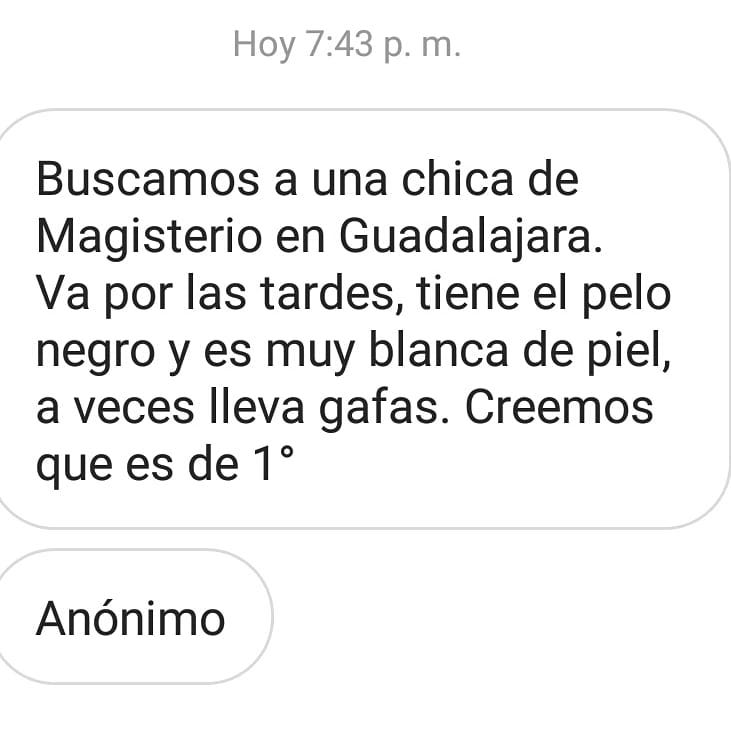 Hoy 7:43 p. m.
Buscamos a una chica de
Magisterio en Guadalajara.
Va por las tardes, tiene el pelo
negro y es muy blanca de piel,
a veces lleva gafas. Creemos
que es de 1°
Anónimo